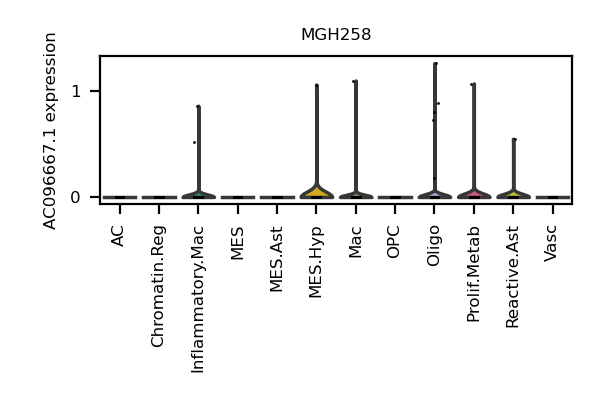 MGH258
AC096667.1 expression
1
0
AC
Chromatin.Reg
Inflammatory.Mac
MES
MES.Ast
MES.Hyp
Mac
OPC
Oligo
Prolif.Metab
Reactive.Ast
Vasc